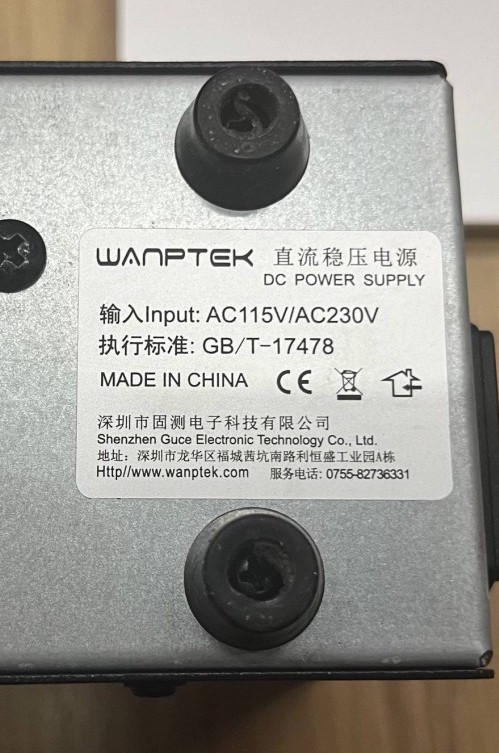 WANPTEK 直流稳压电源
DC POWER SUPPLY
输入Input: AC115V/AC230V
执行标准: GB/T-17478
MADE IN CHINA CE
深圳市固测电子科技有限公司
Shenzhen Guce Electronic Technology Co., Ltd.
地址: 深圳市龙华区福城茜坑南路利恒盛工业园A栋
Http//www.wanptek.com 服务电话: 0755-82736331